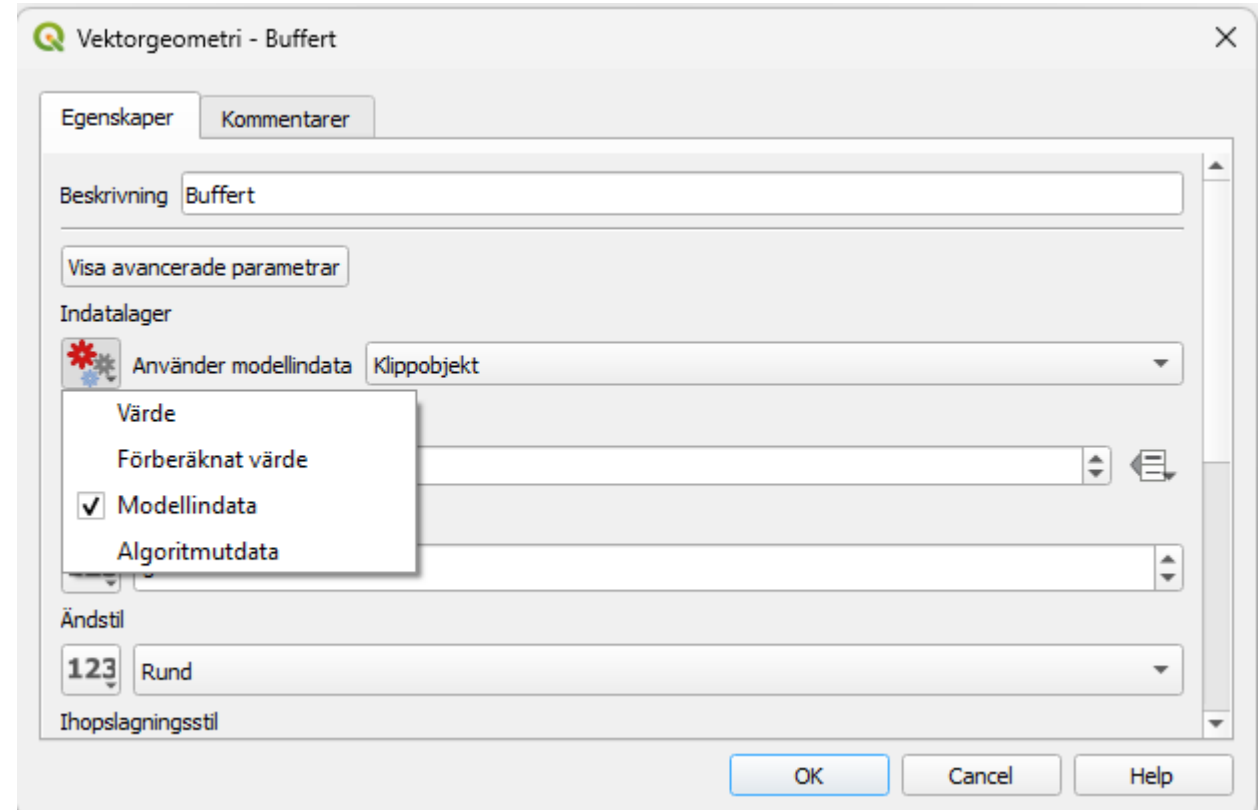 Vektorgeometri - Buffert
Egenskaper Kommentarer
Beskrivning Buffert
Visa avancerade parametrar
Indatalager
Använder modellindata Klippobjekt
Värde
Förberäknat värde
✓ Modellindata
Algoritmutdata
Ändstil
123 Rund
Ihopslagningsstil
OK Cancel Help